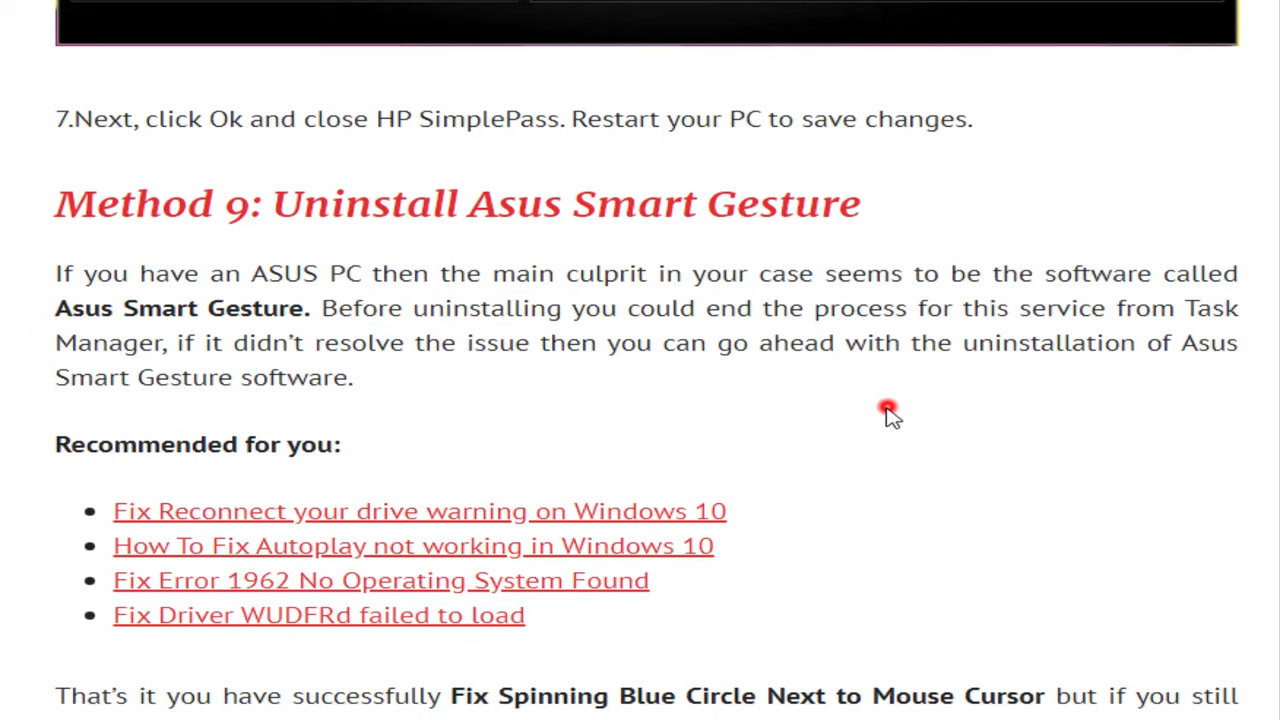 7.Next, click Ok and close HP SimplePass. Restart your PC to save changes.
Method 9: Uninstall Asus Smart Gesture
If you have an ASUS PC then the main culprit in your case seems to be the software called
Asus Smart Gesture. Before uninstalling you could end the process for this service from Task
Manager, if it didn’t resolve the issue then you can go ahead with the uninstallation of Asus
Smart Gesture software.
Recommended for you:
Fix Reconnect your drive warning on Windows 10
How To Fix Autoplay not working in Windows 10
Fix Error 1962 No Operating System Found
Fix Driver WUDFRd failed to load
That’s it you have successfully Fix Spinning Blue Circle Next to Mouse Cursor but if you still